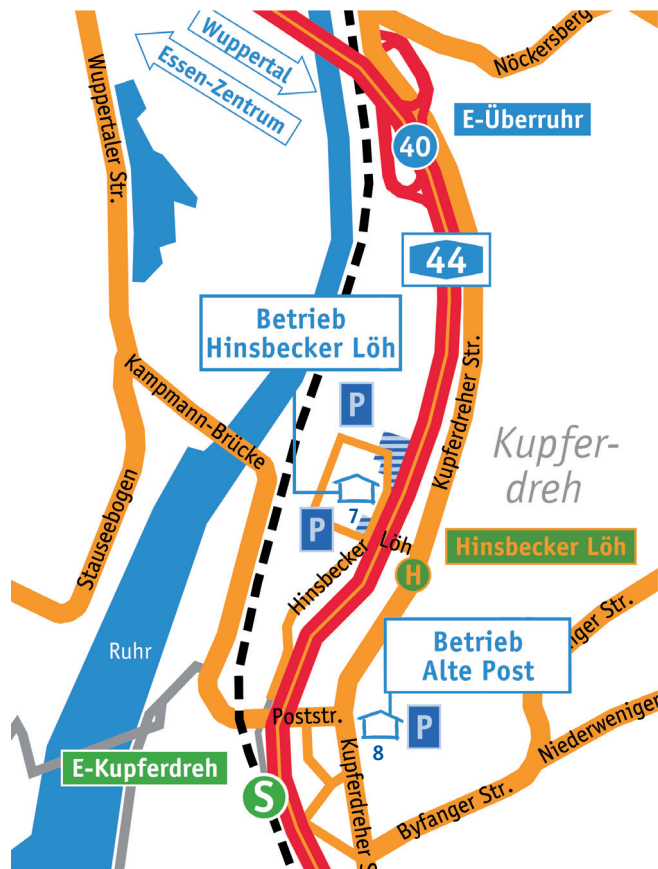 Nöckersberg
Wuppertal
Essen-Zentrum
Wuppertaler Str.
E-Überruhr
40
44
Betrieb
Hinsbecker Löh
Kampmann-Brücke
P
Kupferdreher Str.
Kupfer-
dreh
7
P
Stauseebogen
Hinsbecker Löh
Hinsbecker Löh
H
Ruhr
Betrieb
Alte Post
Str.
Poststr.
P
8
Niederweniger
E-Kupferdreh
S
Kupferdreher S
Byfanger Str.